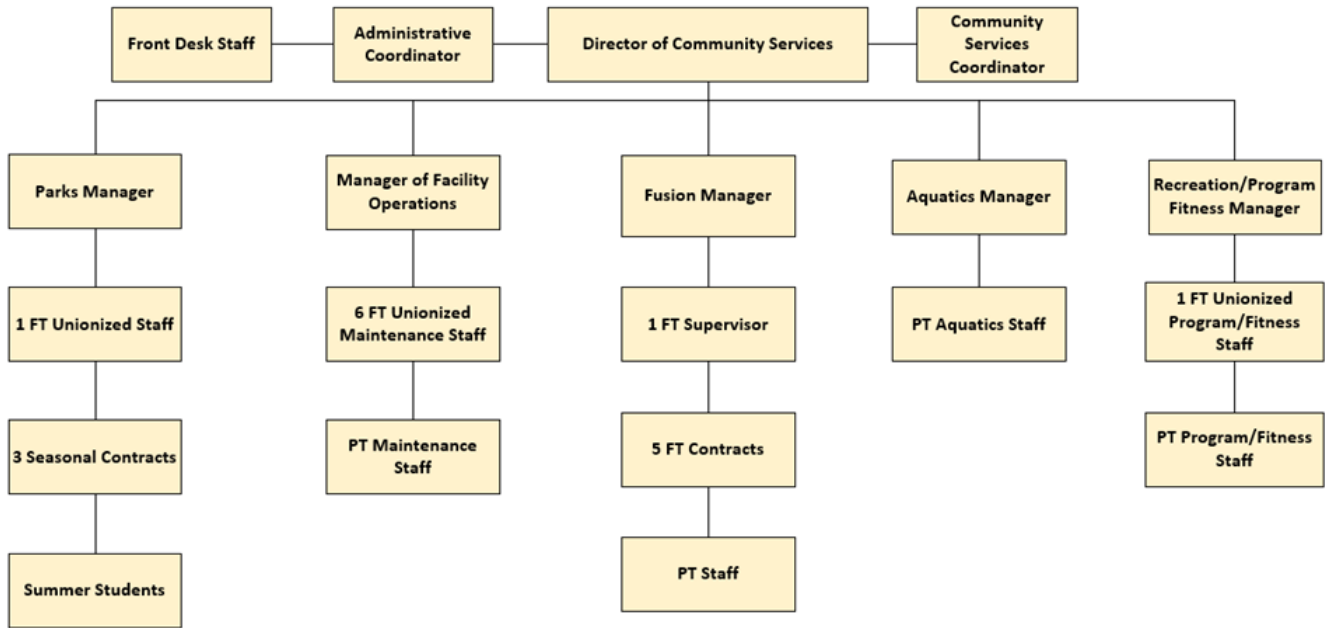 Front Desk Staff
Administrative
Coordinator
Director of Community Services
Community
Services
Coordinator
Parks Manager
Manager of Facility
Operations
Fusion Manager
Aquatics Manager
Recreation/Program
Fitness Manager
1 FT Unionized Staff
6 FT Unionized
Maintenance Staff
1 FT Supervisor
PT Aquatics Staff
1 FT Unionized
Program/Fitness
Staff
3 Seasonal Contracts
PT Maintenance
Staff
5 FT Contracts
PT Program/Fitness
Staff
Summer Students
PT Staff